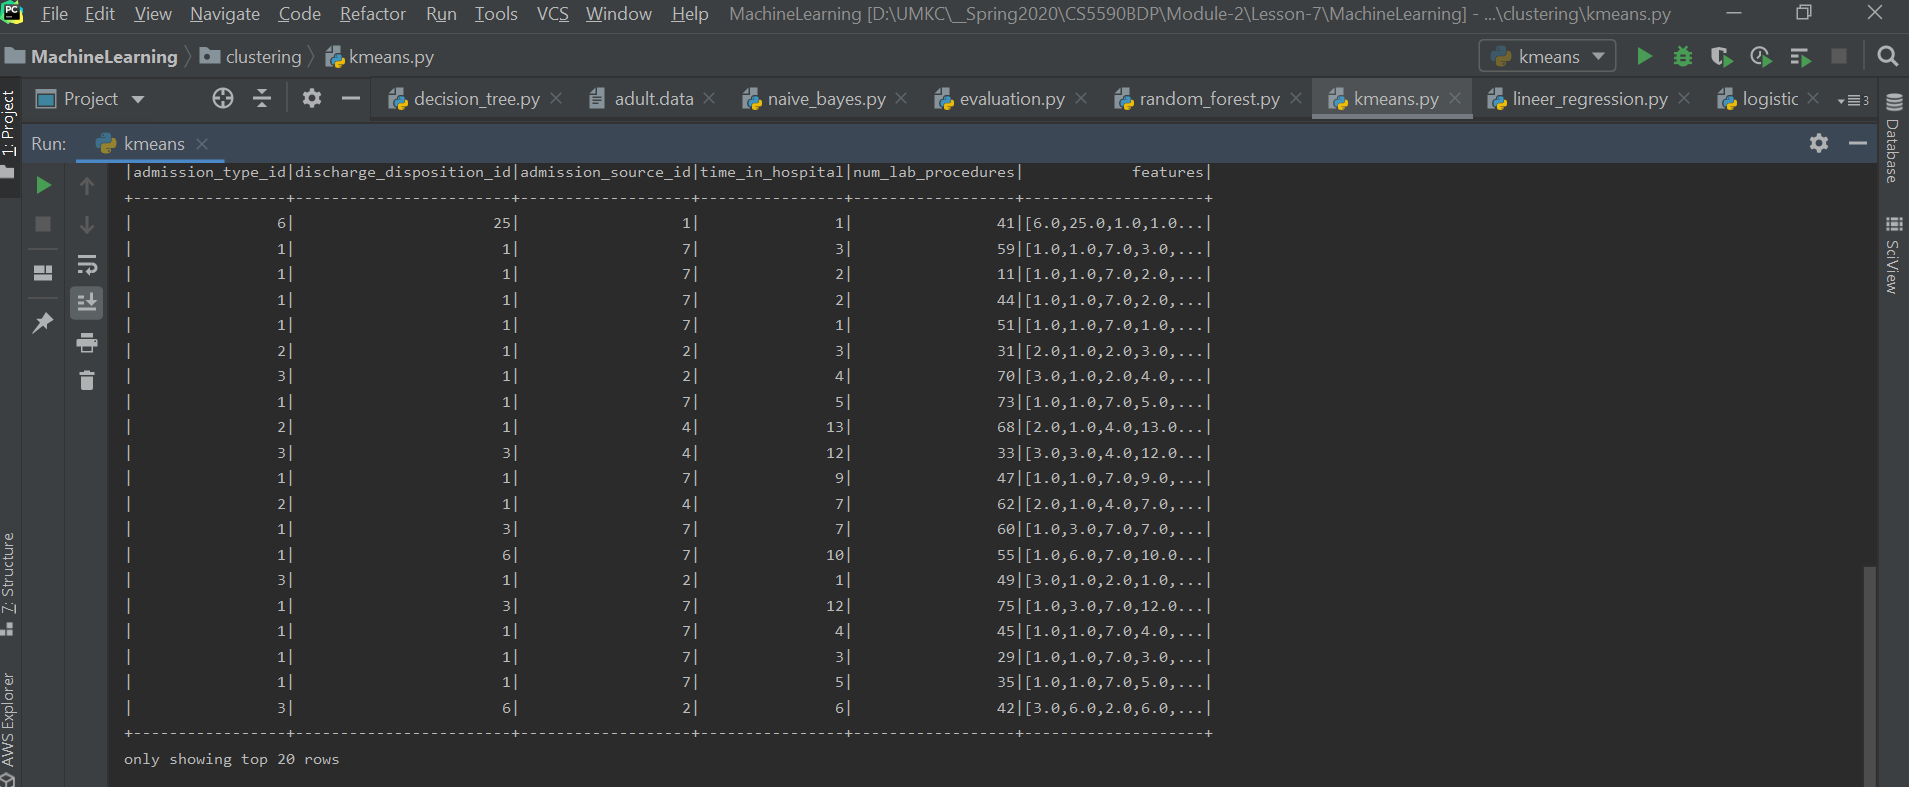 PC File Edit View Navigate Code Refactor Run Tools VCS Window Help MachineLearning [D:\UMKC\__Spring2020\CS5590BDP\Module-2\Lesson-7\MachineLearning] - ...\clustering\kmeans.py
MachineLearning clustering kmeans.py kmeans
Project decision_tree.py adult.data naive_bayes.py evaluation.py random_forest.py kmeans.py lineer_regression.py logistic 3
Run: kmeans
|admission_type_id|discharge_disposition_id|admission_source_id|time_in_hospital|num_lab_procedures|            features|
+-----------------+------------------------+-------------------+----------------+------------------+--------------------+
|                6|                      25|                  1|               1|                41|[6.0,25.0,1.0,1.0...|
|                1|                       1|                  7|               3|                59|[1.0,1.0,7.0,3.0,...|
|                1|                       1|                  7|               2|                11|[1.0,1.0,7.0,2.0,...|
|                1|                       1|                  7|               2|                44|[1.0,1.0,7.0,2.0,...|
|                1|                       1|                  7|               1|                51|[1.0,1.0,7.0,1.0,...|
|                2|                       1|                  2|               3|                31|[2.0,1.0,2.0,3.0,...|
|                3|                       1|                  2|               4|                70|[3.0,1.0,2.0,4.0,...|
|                1|                       1|                  7|               5|                73|[1.0,1.0,7.0,5.0,...|
|                2|                       1|                  4|              13|                68|[2.0,1.0,4.0,13.0...|
|                3|                       3|                  4|              12|                33|[3.0,3.0,4.0,12.0...|
|                1|                       1|                  7|               9|                47|[1.0,1.0,7.0,9.0,...|
|                2|                       1|                  4|               7|                62|[2.0,1.0,4.0,7.0,...|
|                1|                       3|                  7|               7|                60|[1.0,3.0,7.0,7.0,...|
|                1|                       6|                  7|              10|                55|[1.0,6.0,7.0,10.0...|
|                3|                       1|                  2|               1|                49|[3.0,1.0,2.0,1.0,...|
|                1|                       3|                  7|              12|                75|[1.0,3.0,7.0,12.0...|
|                1|                       1|                  7|               4|                45|[1.0,1.0,7.0,4.0,...|
|                1|                       1|                  7|               3|                29|[1.0,1.0,7.0,3.0,...|
|                1|                       1|                  7|               5|                35|[1.0,1.0,7.0,5.0,...|
|                3|                       6|                  2|               6|                42|[3.0,6.0,2.0,6.0,...|
+-----------------+------------------------+-------------------+----------------+------------------+--------------------+
only showing top 20 rows
1: Project
7: Structure
AWS Explorer
Database
SciView